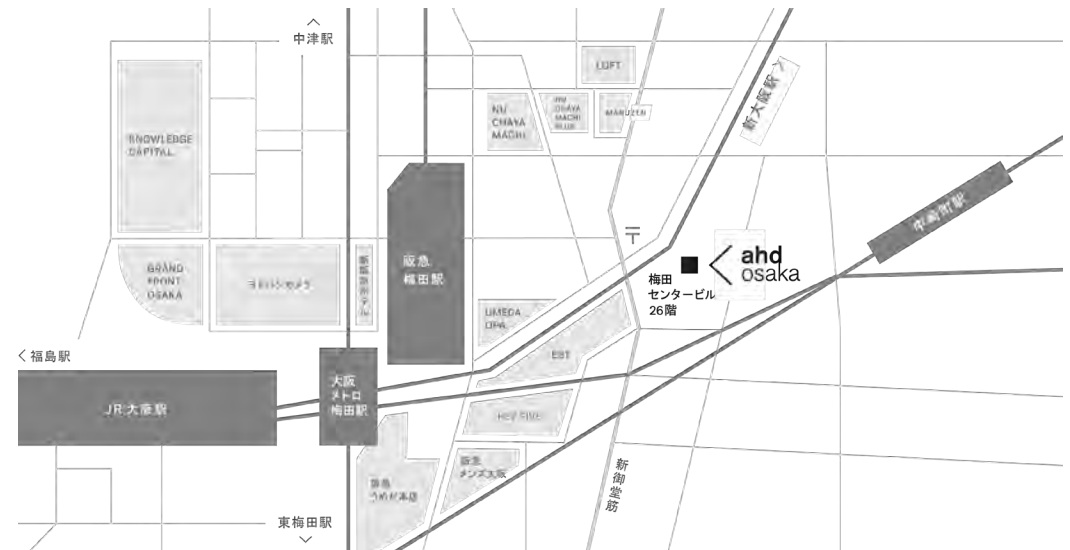 中津駅
LOFT
NU
CHAYA
MACHI
NU
CHAYA
MACHI
PLUS
MARUZEN
新大阪駅
KNOWLEDGE
CAPITAL
中崎町駅
〒
GRAND
FRONT
OSAKA
ヨドバシカメラ
阪急
梅田駅
ahd
osaka
梅田
センタービル
26階
UMEDA
OPA
EST
福島駅
JR 大阪駅
大阪
メトロ
梅田駅
HEP FIVE
阪急
メンズ大阪
阪急
うめだ本店
新御堂筋
東梅田駅